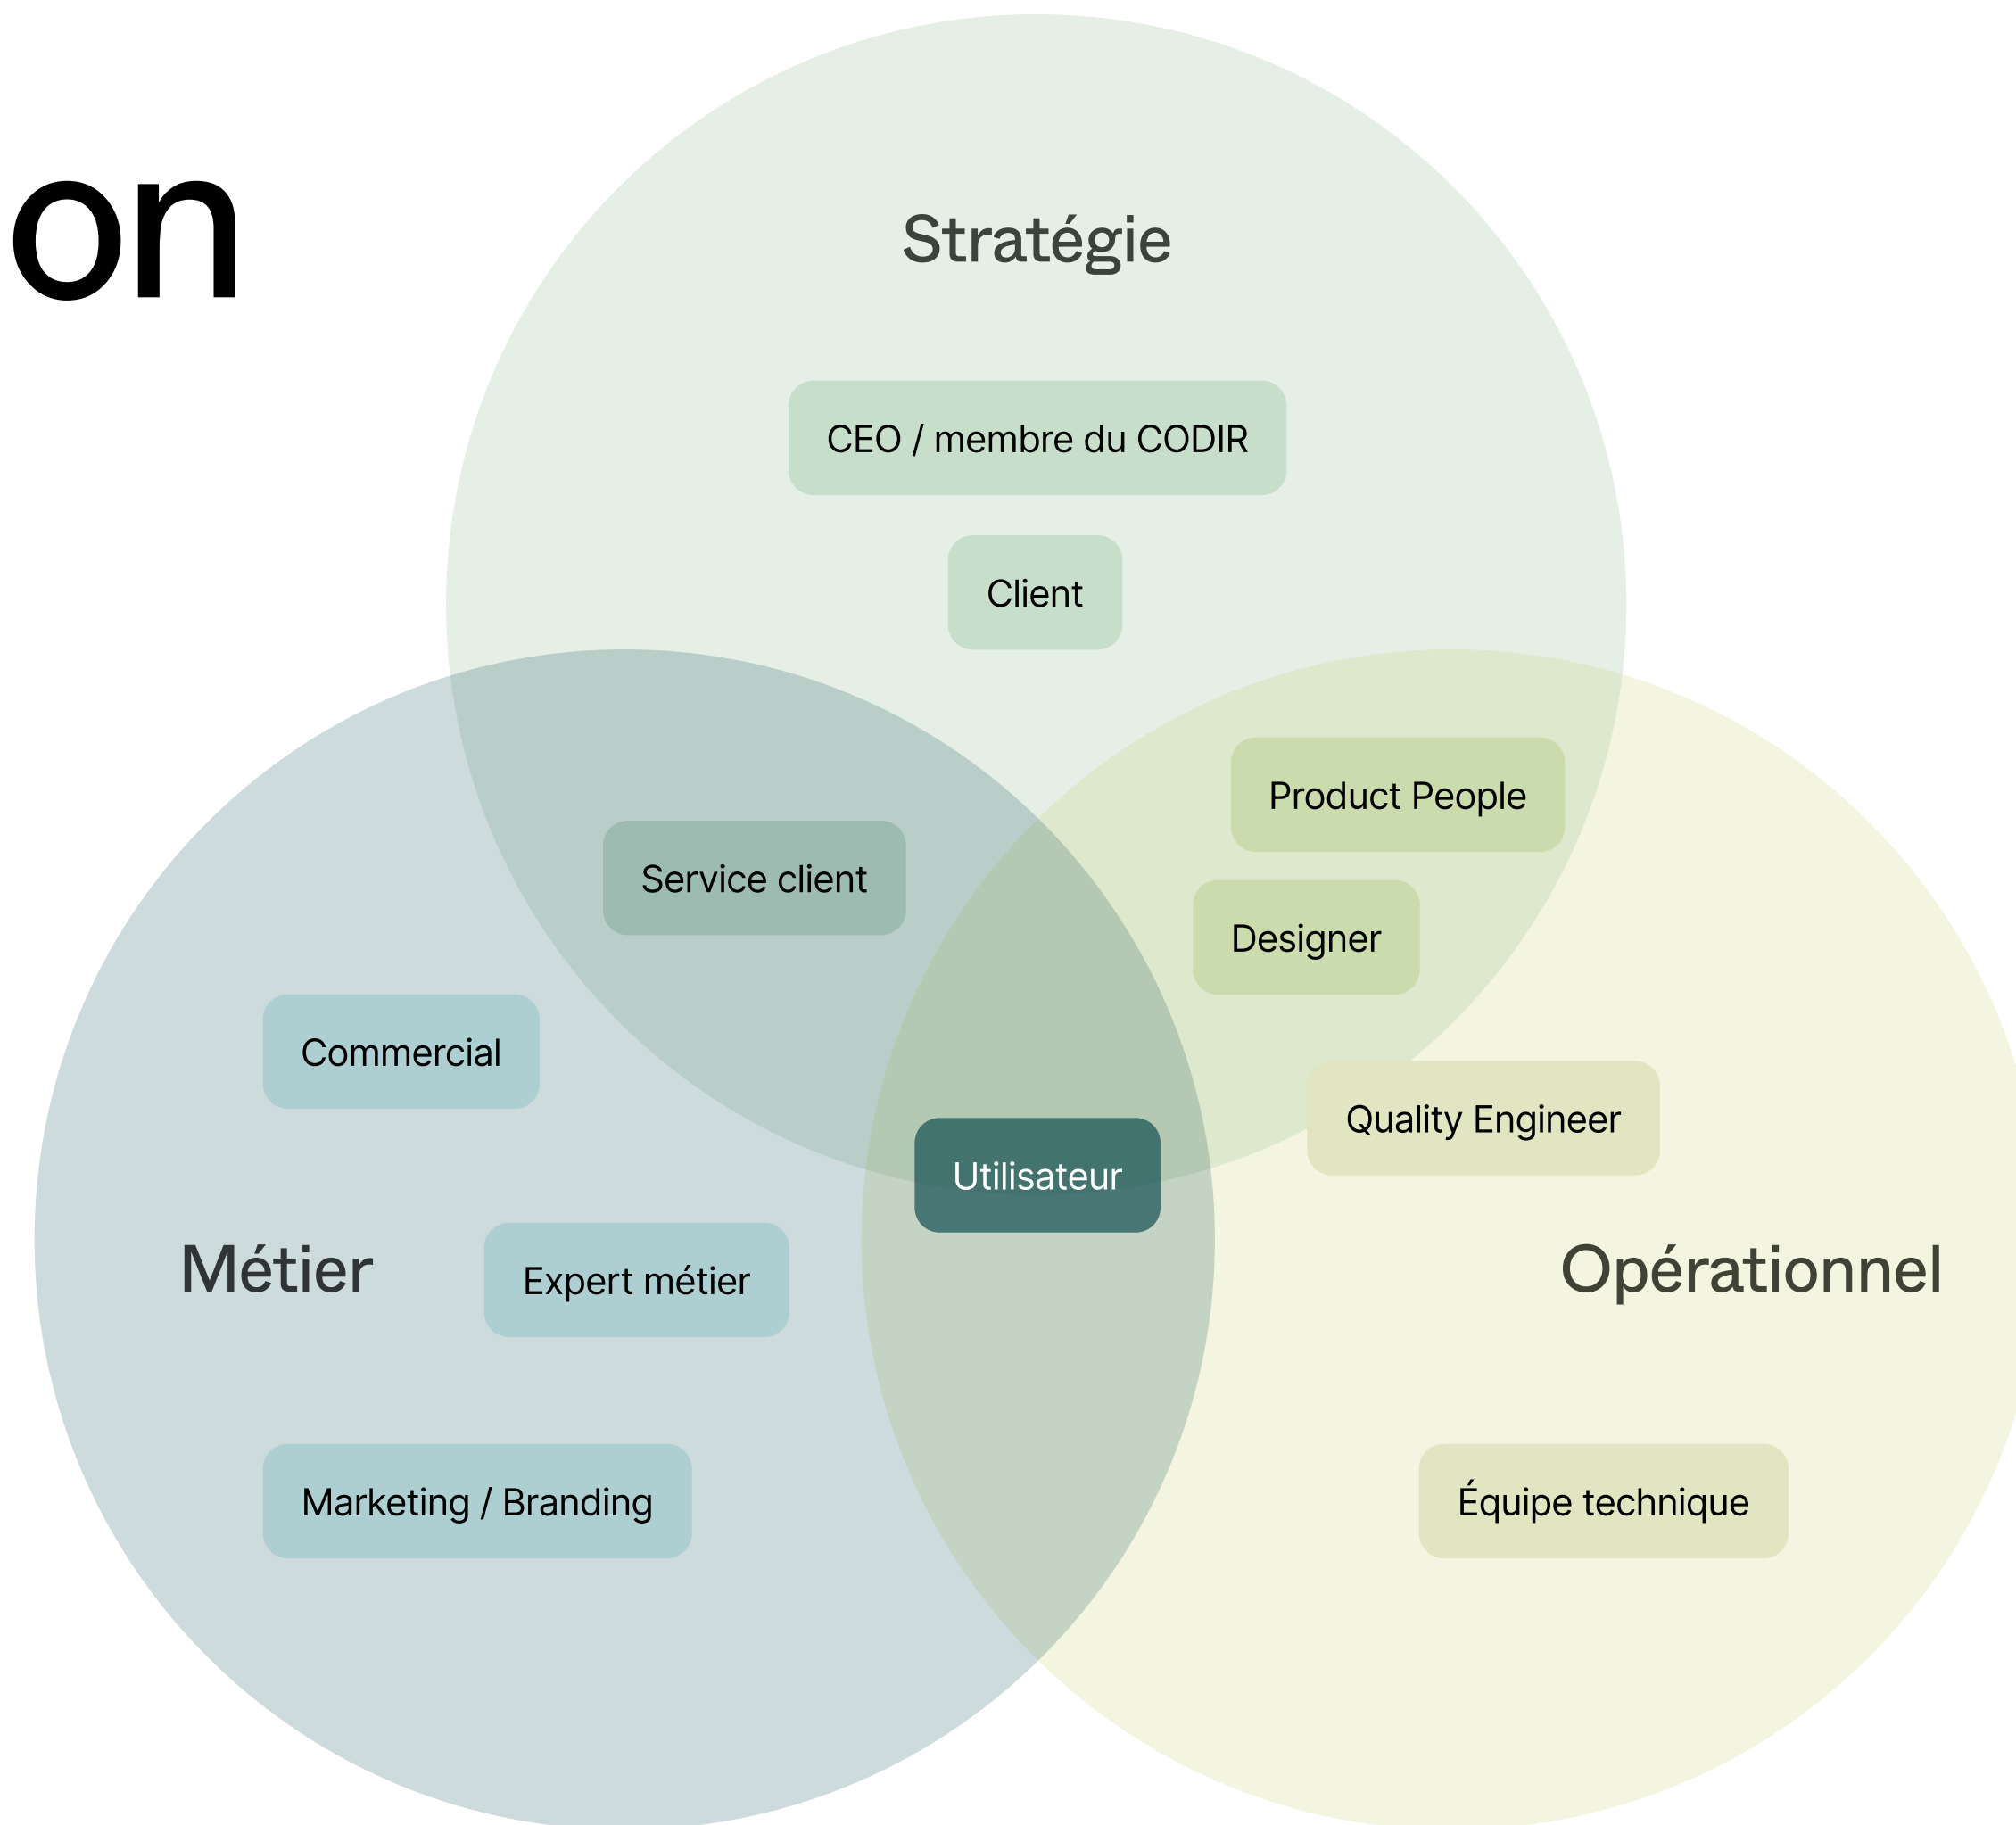 on
Stratégie
CEO / membre du CODIR
Client
Product People
Service client
Designer
Commercial
Quality Engineer
Utilisateur
Métier
Expert métier
Opérationnel
Marketing / Branding
Équipe technique